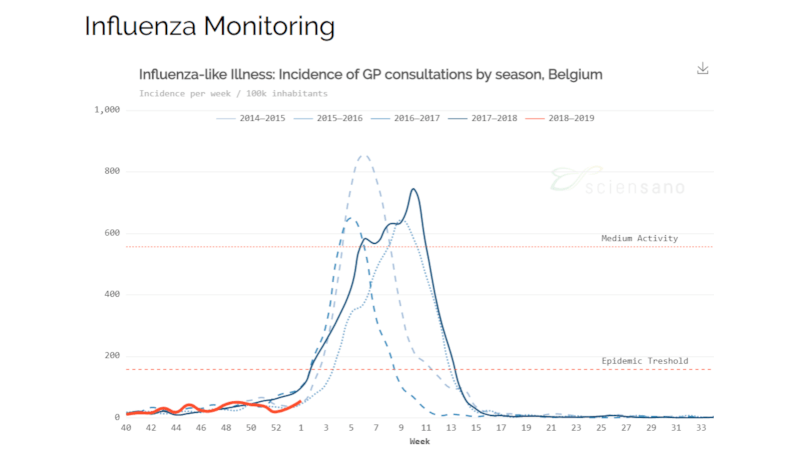 Influenza Monitoring
Influenza-like Illness: Incidence of GP consultations by season, Belgium
Incidence per week / 100k inhabitants
1,000
2014–2015 2015–2016 2016–2017 2017–2018 2018–2019
800
sciensano
600
Medium Activity
400
Epidemic Treshold
200
0
40 42 44 46 48 50 52 1 3 5 7 9 11 13 15 17 19 21 23 25 27 29 31 33
Week